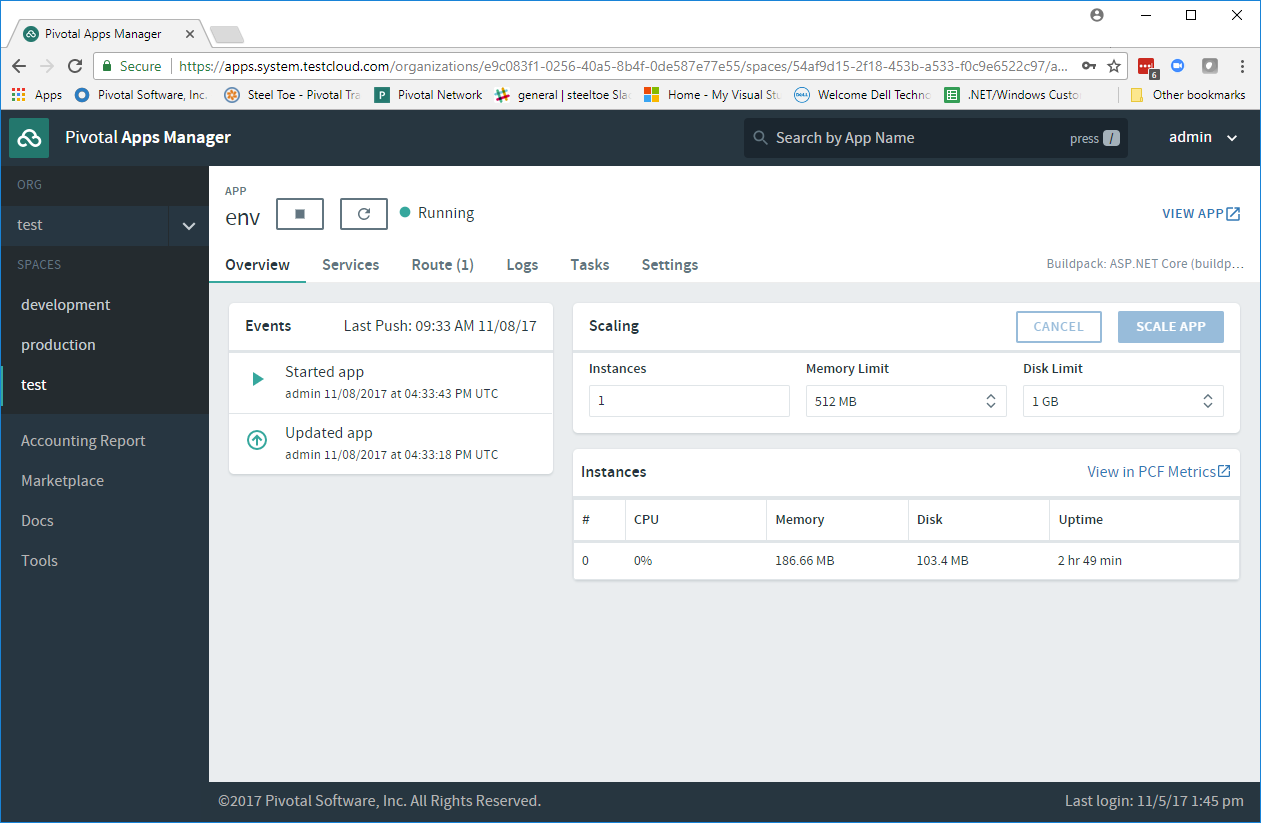 Pivotal Apps Manager
Secure https://apps.system.testcloud.com/organizations/e9c083f1-0256-40a5-8b4f-0de587e77e55/spaces/54af9d15-2f18-453b-a533-f0c9e6522c97/a...
6
Apps Pivotal Software, Inc. Steel Toe - Pivotal Tra P Pivotal Network general | steeltoe Slac Home - My Visual Stu DELL Welcome Dell Techno .NET/Windows Custo Other bookmarks
Pivotal Apps Manager
Search by App Name press /
admin
ORG
test
SPACES
development
production
test
Accounting Report
Marketplace
Docs
Tools
APP
env Running
VIEW APP
Overview Services Route (1) Logs Tasks Settings
Buildpack: ASP.NET Core (buildp...
Events Last Push: 09:33 AM 11/08/17
Started app
admin 11/08/2017 at 04:33:43 PM UTC
Updated app
admin 11/08/2017 at 04:33:18 PM UTC
Scaling CANCEL SCALE APP
Instances Memory Limit Disk Limit
1 512 MB 1 GB
Instances View in PCF Metrics
# CPU Memory Disk Uptime
0 0% 186.66 MB 103.4 MB 2 hr 49 min
©2017 Pivotal Software, Inc. All Rights Reserved.
Last login: 11/5/17 1:45 pm